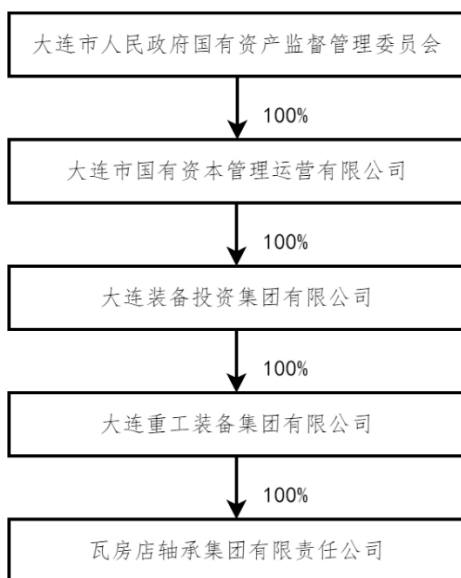 大连市人民政府国有资产监督管理委员会
100%
大连市国有资本管理运营有限公司
100%
大连装备投资集团有限公司
100%
大连重工装备集团有限公司
100%
瓦房店轴承集团有限责任公司